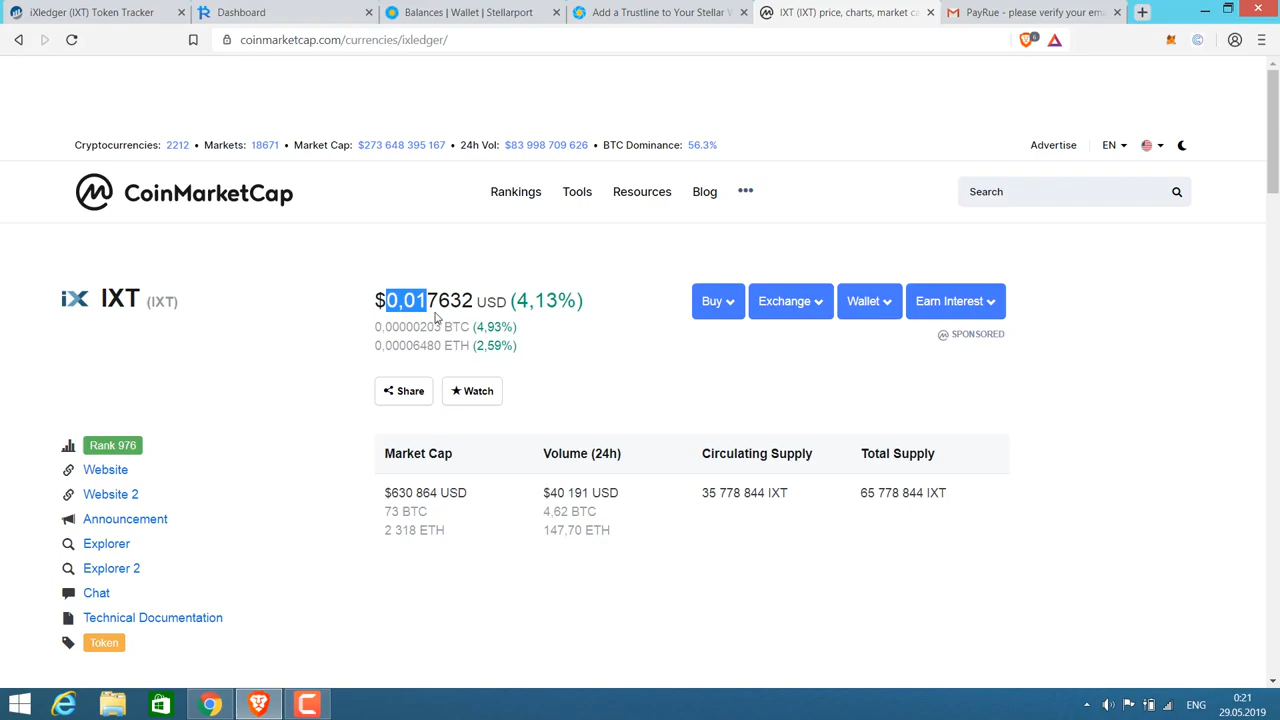 iXledger (IXT) Token Tracker
Dashboard
Balances | Wallet | Stellarport
Add a Trustline to Your Stellar W
IXT (IXT) price, charts, market ca
PayRue - please verify your ema
coinmarketcap.com/currencies/ixledger/
6
Cryptocurrencies: 2212 • Markets: 18671 • Market Cap: $273 648 395 167 • 24h Vol: $83 998 709 626 • BTC Dominance: 56.3%
Advertise
EN
CoinMarketCap
Rankings
Tools
Resources
Blog
Search
IXT (IXT)
$0,017632 USD (4,13%)
0,00000203 BTC (4,93%)
0,00006480 ETH (2,59%)
Buy
Exchange
Wallet
Earn Interest
SPONSORED
Share
Watch
Rank 976
Website
Website 2
Announcement
Explorer
Explorer 2
Chat
Technical Documentation
Token
Market Cap
Volume (24h)
Circulating Supply
Total Supply
$630 864 USD
$40 191 USD
35 778 844 IXT
65 778 844 IXT
73 BTC
4,62 BTC
2 318 ETH
147,70 ETH
ENG
0:21
29.05.2019